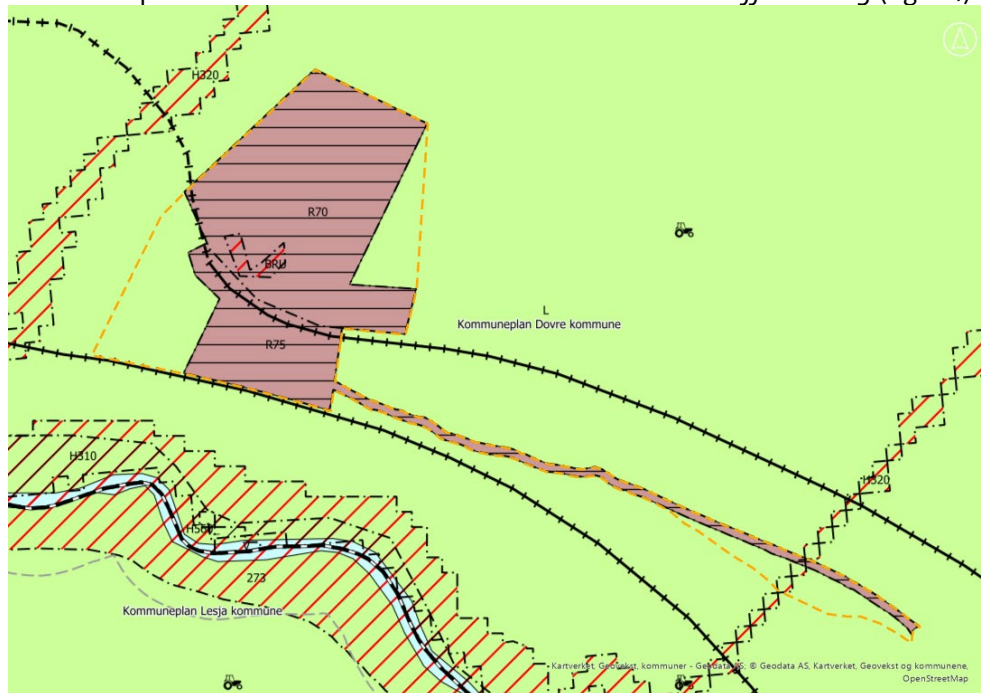 H320
R70
BRU
L
Kommuneplan Dovre kommune
R75
H310
H320
H560
273
Kommuneplan Lesja kommune
Kartverket, Geovekst, kommuner - Geodata AS, © Geodata AS, Kartverket, Geovekst og kommunene,
OpenStreetMap